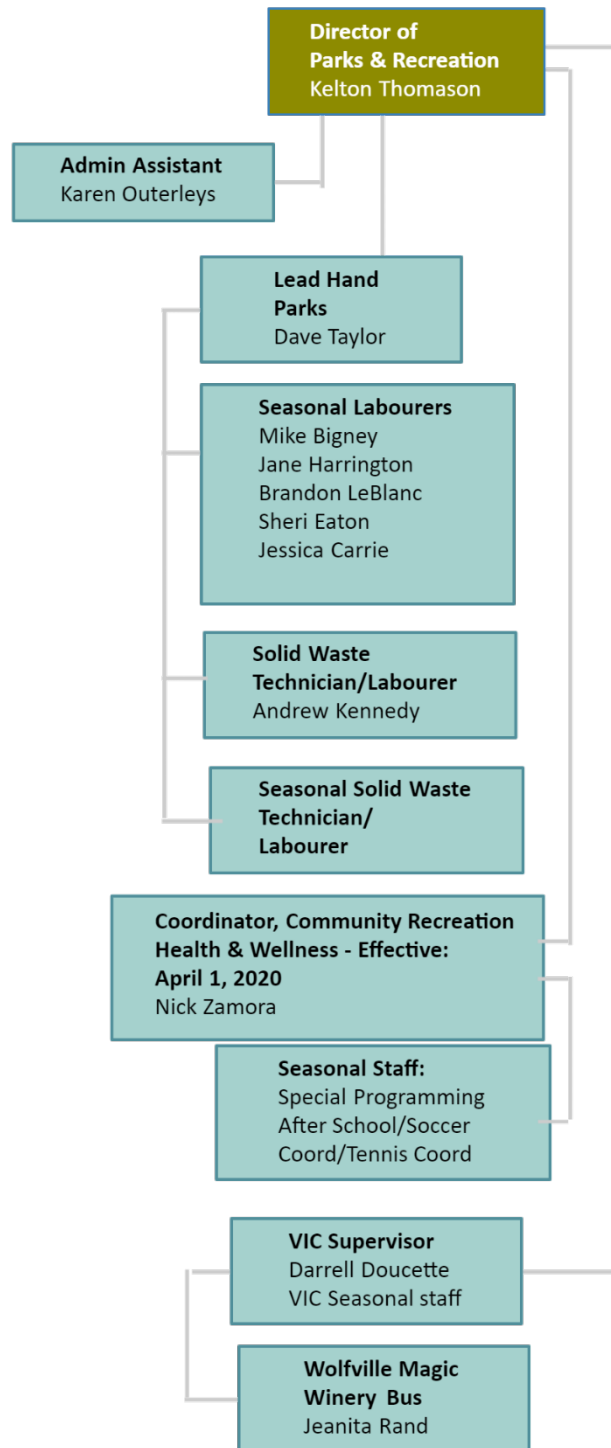 Director of
Parks & Recreation
Kelton Thomason
Admin Assistant
Karen Outerleys
Lead Hand
Parks
Dave Taylor
Seasonal Labourers
Mike Bigney
Jane Harrington
Brandon LeBlanc
Sheri Eaton
Jessica Carrie
Solid Waste
Technician/Labourer
Andrew Kennedy
Seasonal Solid Waste
Technician/
Labourer
Coordinator, Community Recreation
Health & Wellness - Effective:
April 1, 2020
Nick Zamora
Seasonal Staff:
Special Programming
After School/Soccer
Coord/Tennis Coord
VIC Supervisor
Darrell Doucette
VIC Seasonal staff
Wolfville Magic
Winery Bus
Jeanita Rand